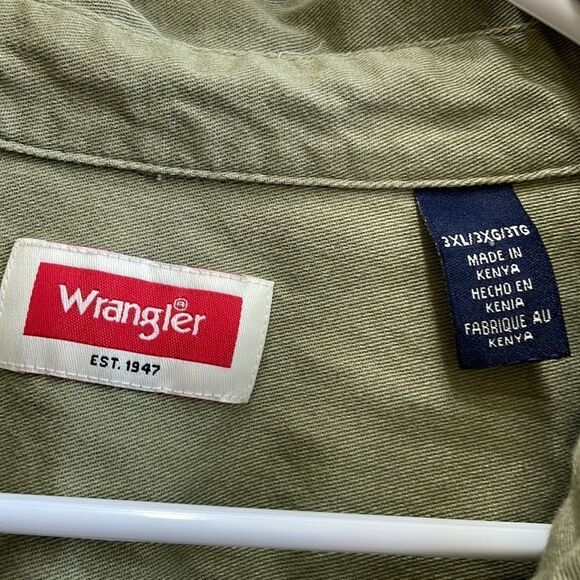 Wrangler®
EST. 1947
3XL/3XG/3TG
MADE IN
KENYA
HECHO EN
KENIA
FABRIQUE AU
KENYA